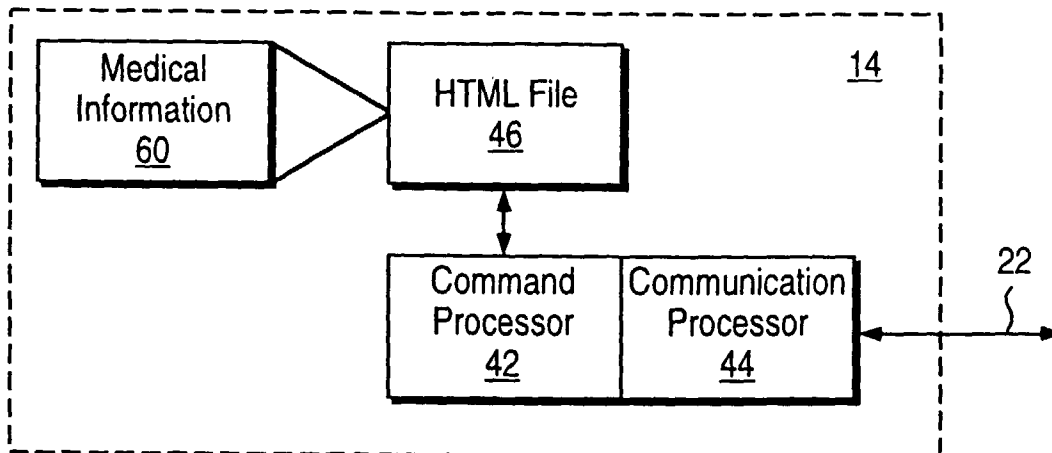 Medical
Information
60
HTML File
46
14
Command
Processor
42
Communication
Processor
44
22